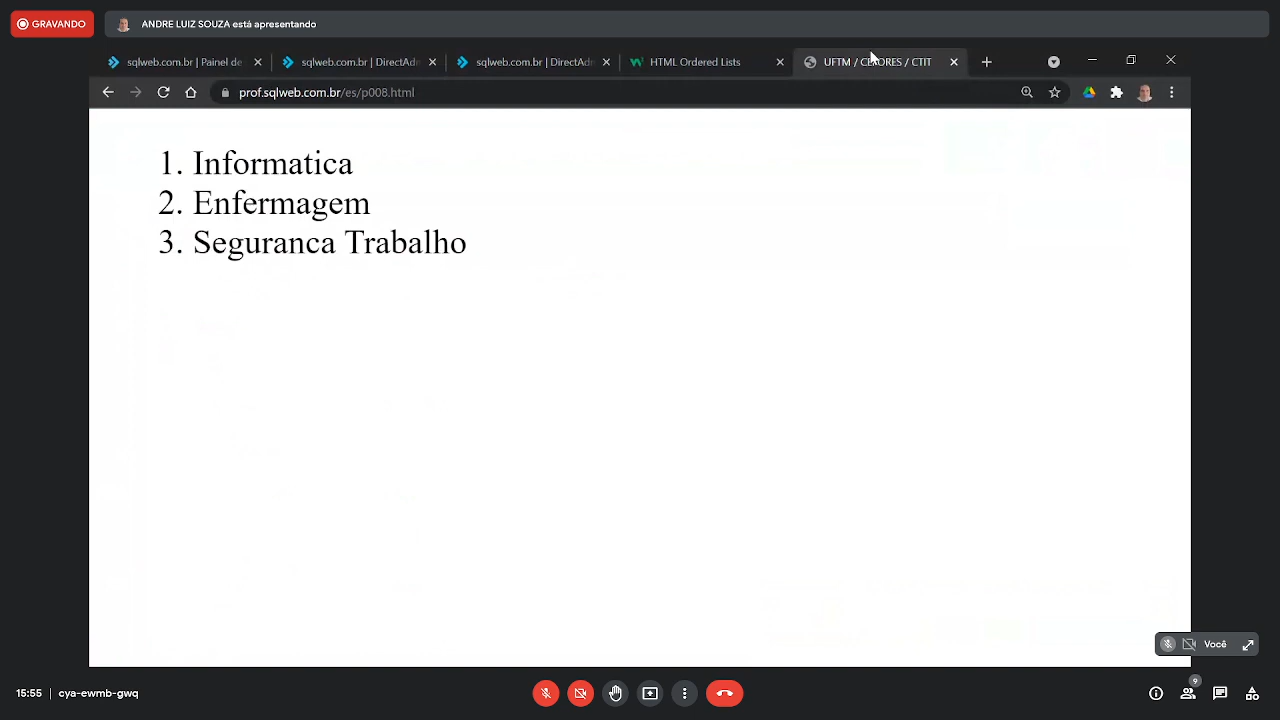 GRAVANDO
ANDRE LUIZ SOUZA está apresentando
sqlweb.com.br | Painel de
sqlweb.com.br | DirectAdm
sqlweb.com.br | DirectAdm
HTML Ordered Lists
UFTM / CEFORES / CTIT
prof.sqlweb.com.br/es/p008.html
1. Informatica
2. Enfermagem
3. Seguranca Trabalho
Você
15:55 | cya-ewmb-gwq
9